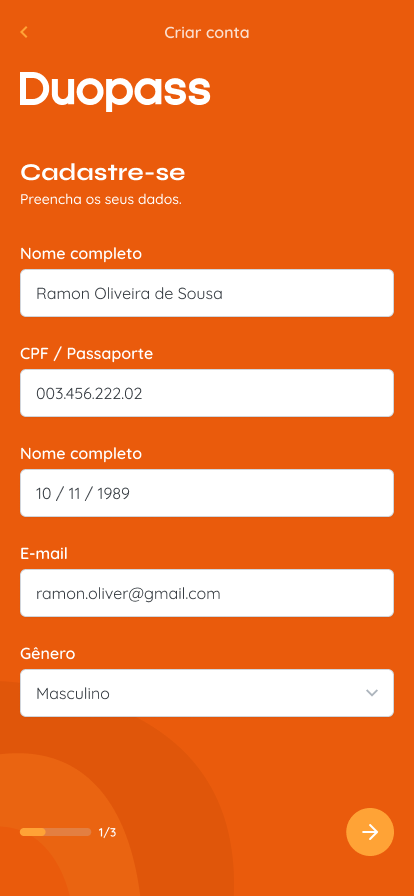 Criar conta
Duopass
Cadastre-se
Preencha os seus dados.
Nome completo
Ramon Oliveira de Sousa
CPF / Passaporte
003.456.222.02
Nome completo
10 / 11 / 1989
E-mail
ramon.oliver@gmail.com
Gênero
Masculino
1/3